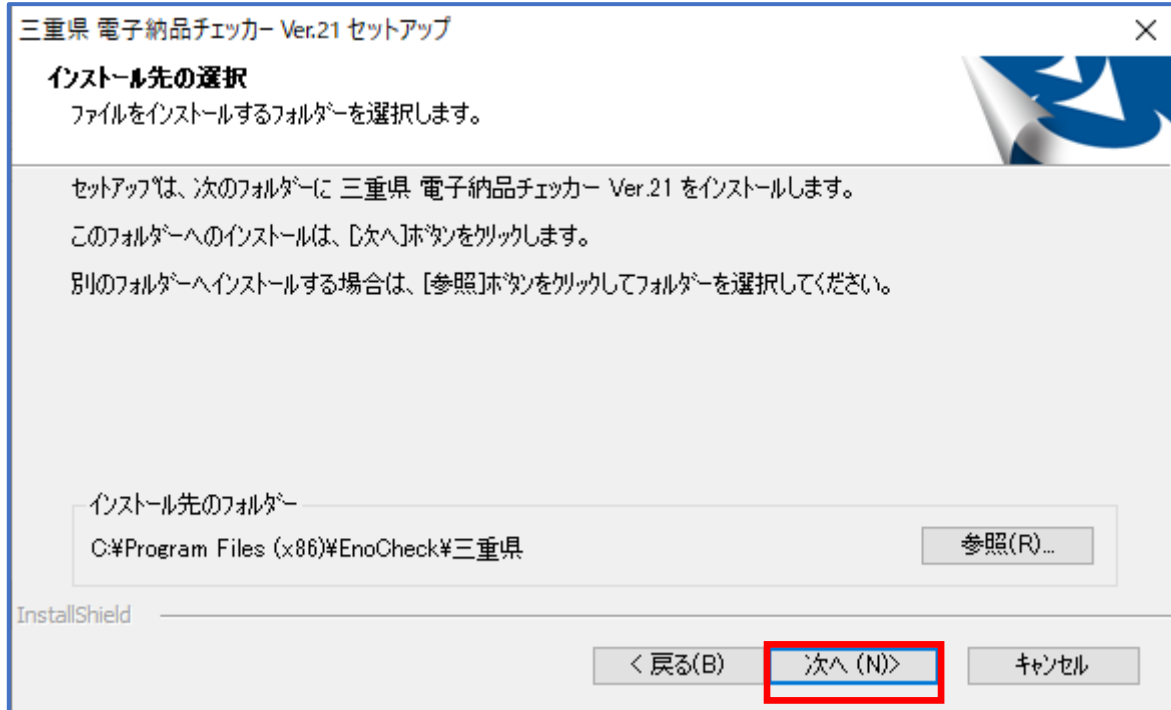 三重県 電子納品チェッカー Ver.21 セットアップ
インストール先の選択
ファイルをインストールするフォルダーを選択します。
セットアップは、次のフォルダーに 三重県 電子納品チェッカー Ver.21 をインストールします。
このフォルダーへのインストールは、[次へ]ボタンをクリックします。
別のフォルダーへインストールする場合は、[参照]ボタンをクリックしてフォルダーを選択してください。
インストール先のフォルダー
C:¥Program Files (x86)¥EnoCheck¥三重県
参照(R)...
InstallShield
< 戻る(B)
次へ (N)>
キャンセル